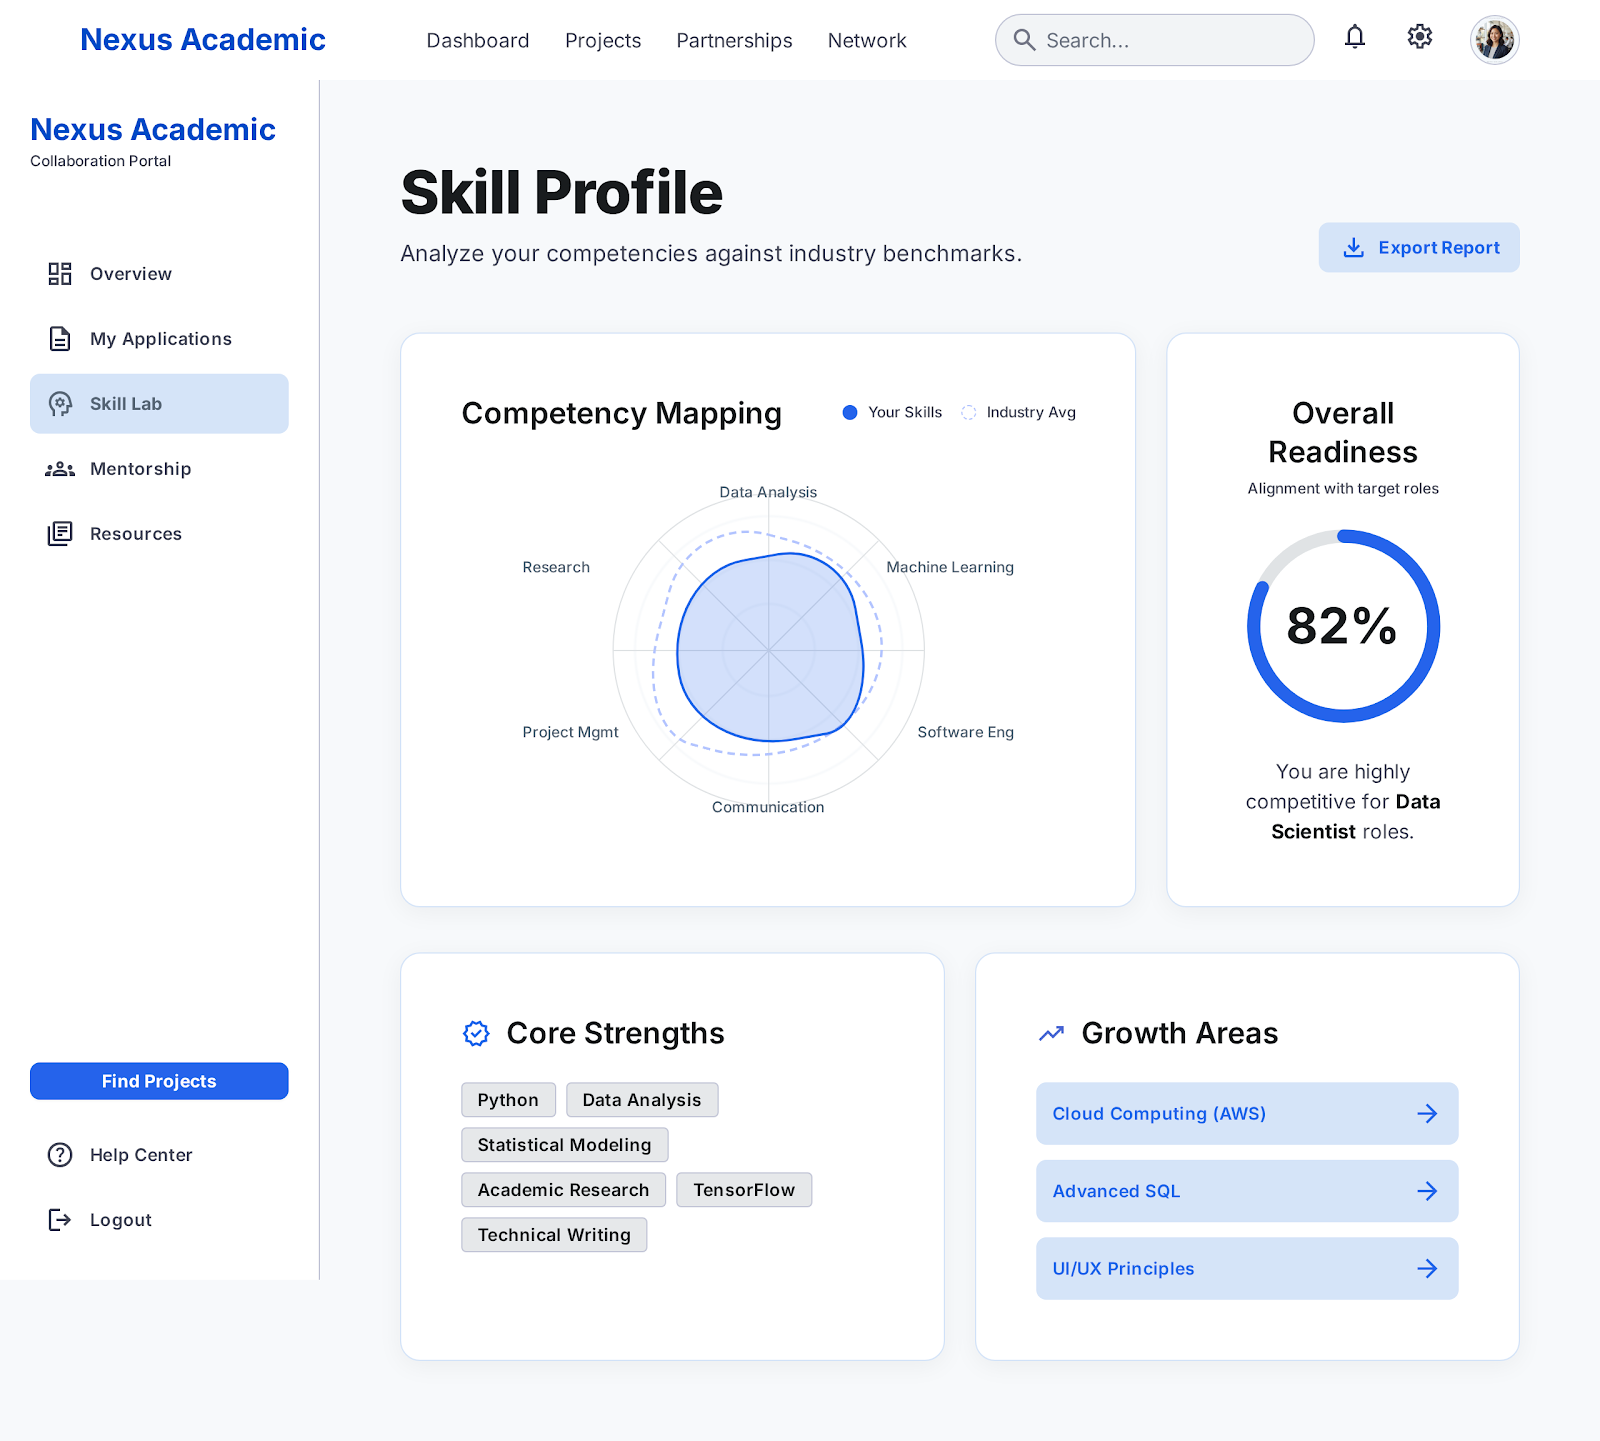 Nexus Academic
Dashboard
Projects
Partnerships
Network
Search...
Nexus Academic
Collaboration Portal
Overview
My Applications
Skill Lab
Mentorship
Resources
Find Projects
Help Center
Logout
Skill Profile
Analyze your competencies against industry benchmarks.
Export Report
Competency Mapping
Your Skills
Industry Avg
Data Analysis
Research
Machine Learning
Project Mgmt
Software Eng
Communication
Overall
Readiness
Alignment with target roles
82%
You are highly
competitive for Data
Scientist roles.
Core Strengths
Python
Data Analysis
Statistical Modeling
Academic Research
TensorFlow
Technical Writing
Growth Areas
Cloud Computing (AWS)
Advanced SQL
UI/UX Principles